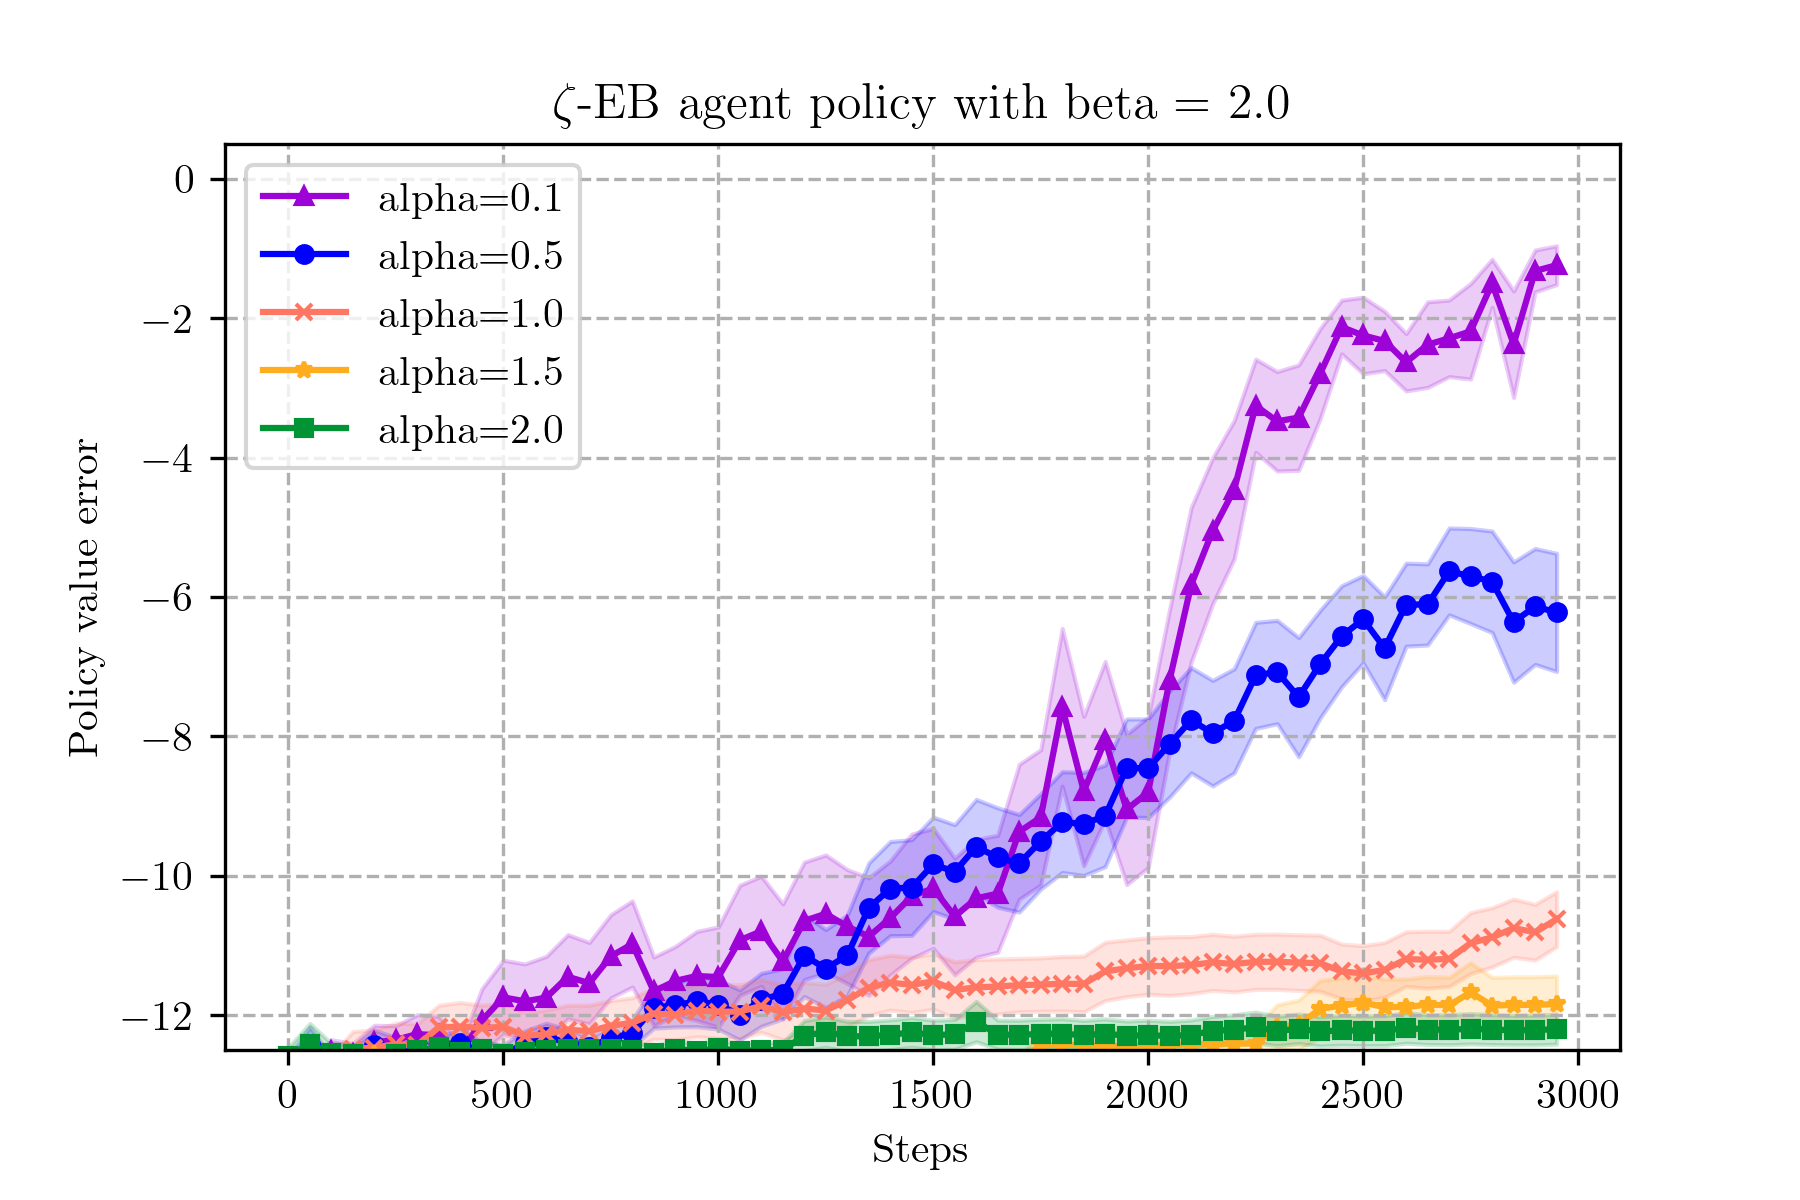 ζ-EB agent policy with beta = 2.0
0
−2
−4
−6
−8
−10
−12
Policy value error
alpha=0.1
alpha=0.5
alpha=1.0
alpha=1.5
alpha=2.0
0 500 1000 1500 2000 2500 3000
Steps